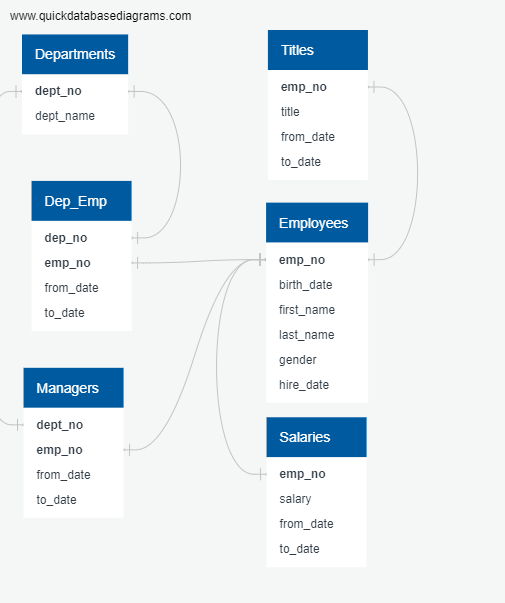 www.quickdatabasediagrams.com
Departments
dept_no
dept_name
Dep_Emp
dep_no
emp_no
from_date
to_date
Managers
dept_no
emp_no
from_date
to_date
Titles
emp_no
title
from_date
to_date
Employees
emp_no
birth_date
first_name
last_name
gender
hire_date
Salaries
emp_no
salary
from_date
to_date